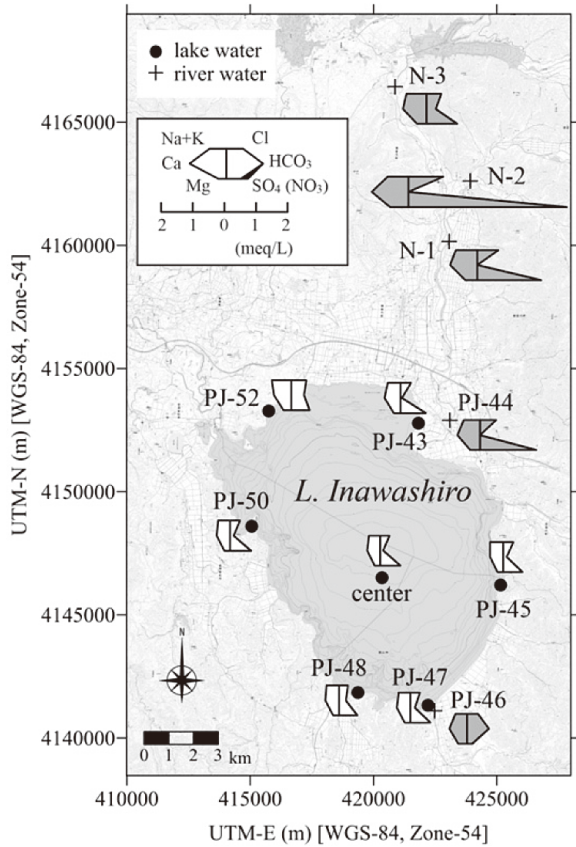 lake water
river water
N-3
4165000
Na+K Cl
Ca HCO₃
Mg SO₄ (NO₃)
2 1 0 1 2
(meq/L)
N-2
4160000
N-1
UTM-N (m) [WGS-84, Zone-54]
4155000
PJ-52
PJ-43
PJ-44
4150000
PJ-50
L. Inawashiro
center
4145000
PJ-45
N
PJ-48
PJ-47
PJ-46
4140000
0 1 2 3 km
410000 415000 420000 425000
UTM-E (m) [WGS-84, Zone-54]